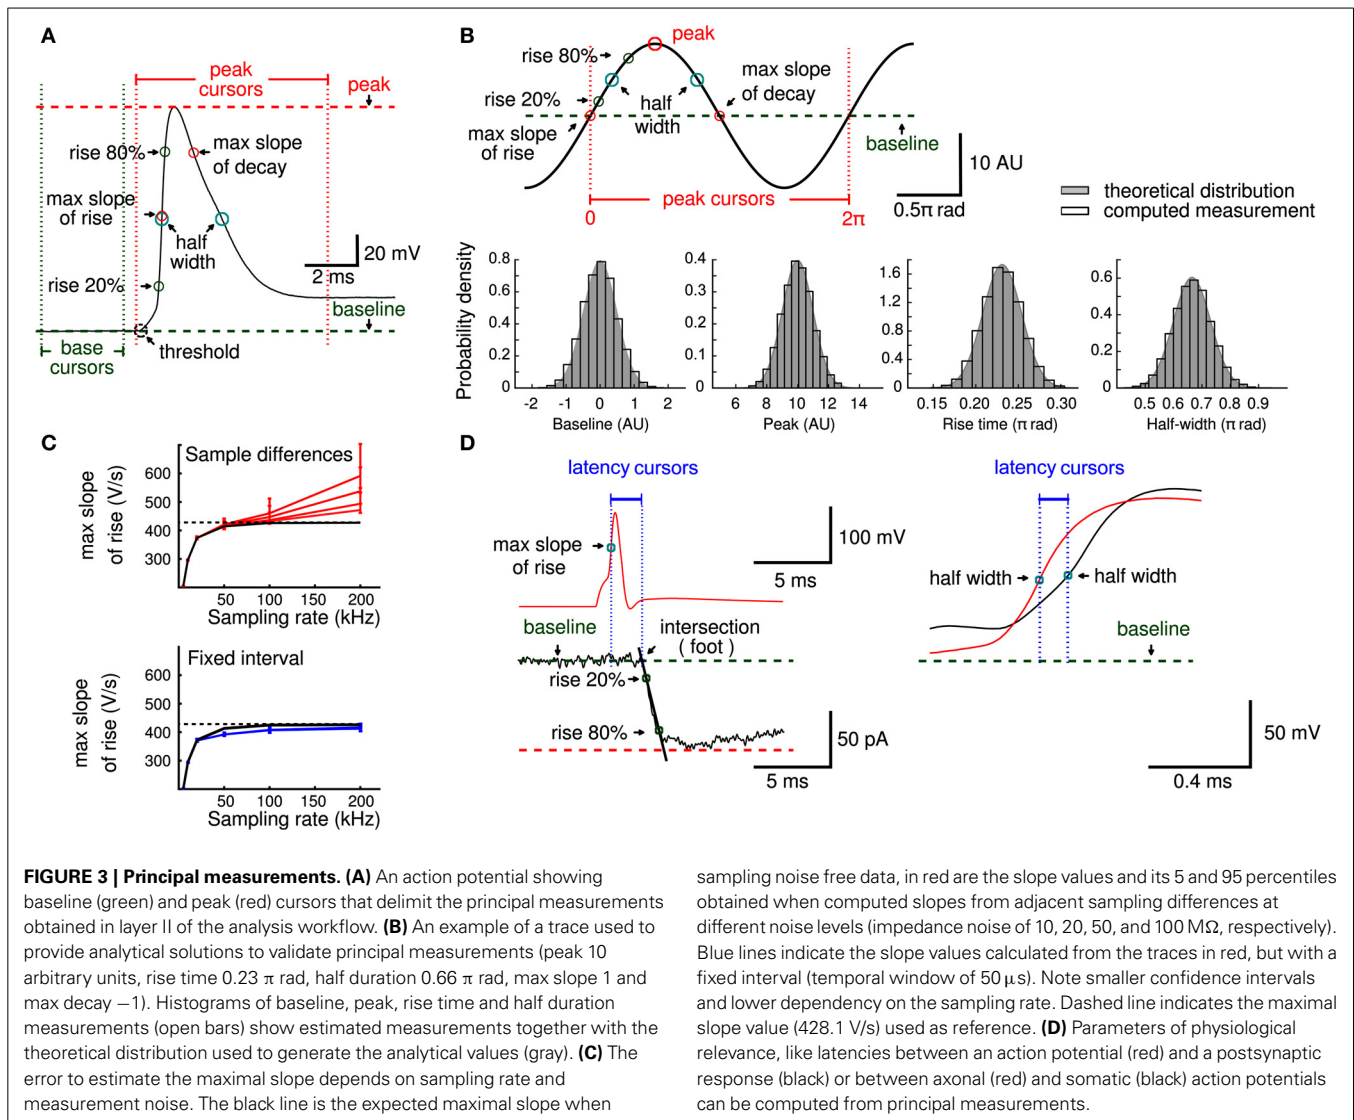 A
peak
cursors
peak
rise 80%
max slope
of decay
max slope
of rise
half
width
20 mV
2 ms
rise 20%
baseline
threshold
base
cursors
B
peak
rise 80%
max slope
of decay
rise 20%
half
width
max slope
of rise
baseline
10 AU
peak cursors
0.5π rad
0
2π
theoretical distribution
computed measurement
Probability density
0.8
0.6
0.4
0.2
0
-2 -1 0 1 2
Baseline (AU)
0.4
0.3
0.2
0.1
0
6 8 10 12 14
Peak (AU)
1.6
1.2
0.8
0.4
0
0.15 0.20 0.25 0.30
Rise time (π rad)
0.6
0.4
0.2
0
0.5 0.6 0.7 0.8 0.9
Half-width (π rad)
C
Sample differences
max slope
of rise (V/s)
600
500
400
300
50 100 150 200
Sampling rate (kHz)
Fixed interval
max slope
of rise (V/s)
600
500
400
300
50 100 150 200
Sampling rate (kHz)
D
latency cursors
max slope
of rise
100 mV
5 ms
baseline
intersection
( foot )
rise 20%
rise 80%
50 pA
5 ms
latency cursors
half width
half width
baseline
50 mV
0.4 ms
FIGURE 3 | Principal measurements. (A) An action potential showing
baseline (green) and peak (red) cursors that delimit the principal measurements
obtained in layer II of the analysis workflow. (B) An example of a trace used to
provide analytical solutions to validate principal measurements (peak 10
arbitrary units, rise time 0.23 π rad, half duration 0.66 π rad, max slope 1 and
max decay −1). Histograms of baseline, peak, rise time and half duration
measurements (open bars) show estimated measurements together with the
theoretical distribution used to generate the analytical values (gray). (C) The
error to estimate the maximal slope depends on sampling rate and
measurement noise. The black line is the expected maximal slope when
sampling noise free data, in red are the slope values and its 5 and 95 percentiles
obtained when computed slopes from adjacent sampling differences at
different noise levels (impedance noise of 10, 20, 50, and 100 MΩ, respectively).
Blue lines indicate the slope values calculated from the traces in red, but with a
fixed interval (temporal window of 50 μs). Note smaller confidence intervals
and lower dependency on the sampling rate. Dashed line indicates the maximal
slope value (428.1 V/s) used as reference. (D) Parameters of physiological
relevance, like latencies between an action potential (red) and a postsynaptic
response (black) or between axonal (red) and somatic (black) action potentials
can be computed from principal measurements.